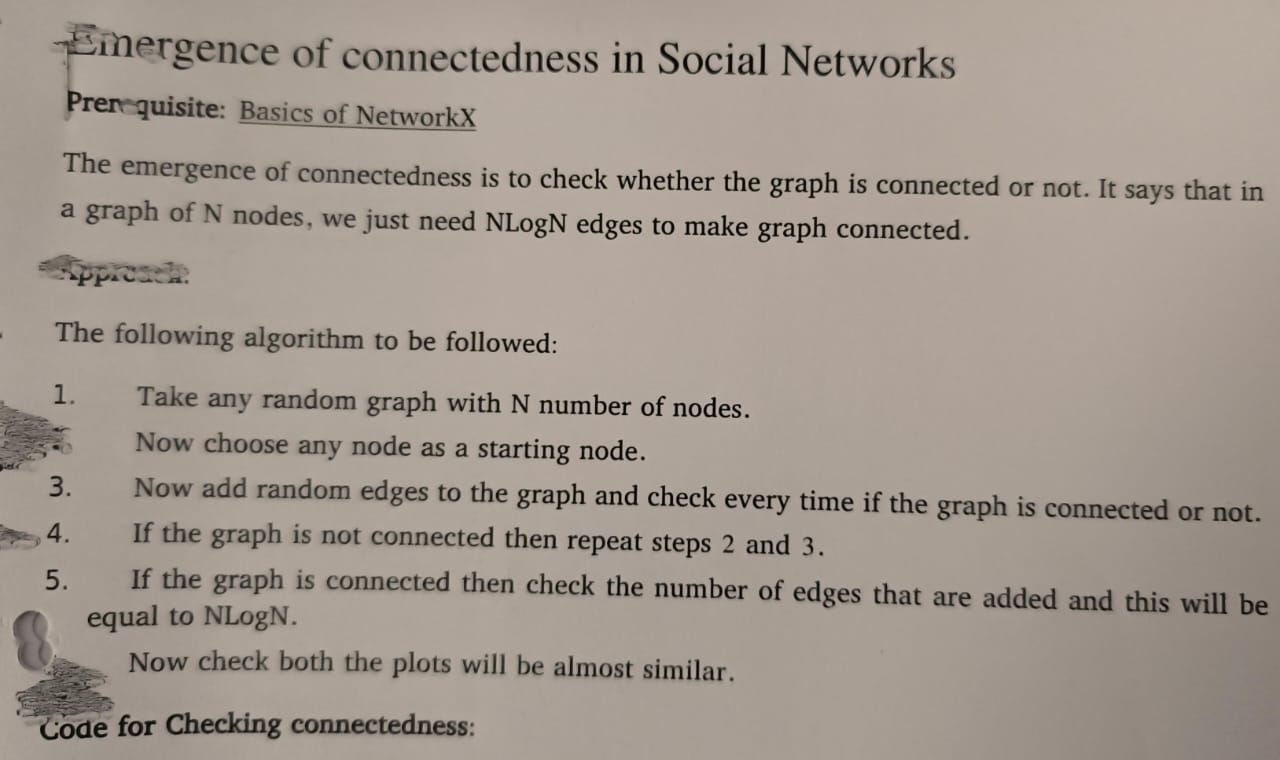 Emergence of connectedness in Social Networks
Prerequisite: Basics of NetworkX
The emergence of connectedness is to check whether the graph is connected or not. It says that in
a graph of N nodes, we just need NLogN edges to make graph connected.
Approach:
The following algorithm to be followed:
1. Take any random graph with N number of nodes.
Now choose any node as a starting node.
3. Now add random edges to the graph and check every time if the graph is connected or not.
4. If the graph is not connected then repeat steps 2 and 3.
5. If the graph is connected then check the number of edges that are added and this will be
equal to NLogN.
Now check both the plots will be almost similar.
Code for Checking connectedness: